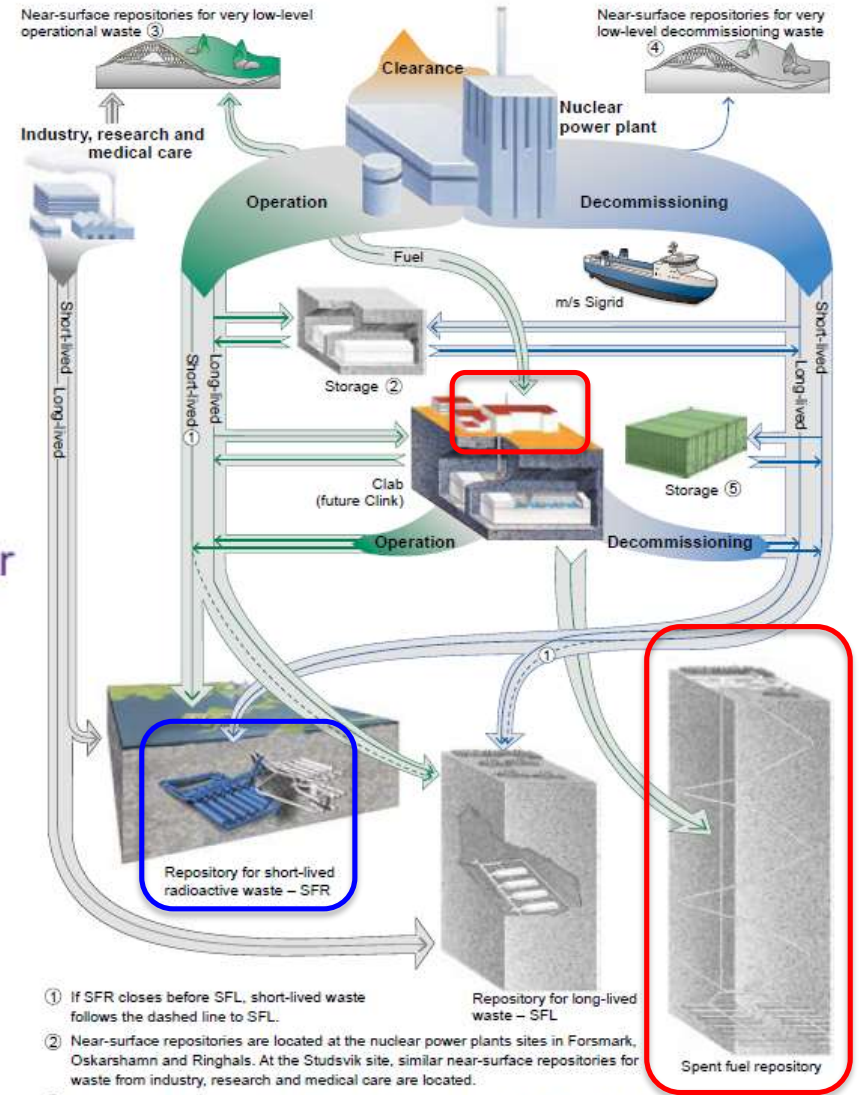 Near-surface repositories for very low-level
operational waste ③
Near-surface repositories for very
low-level decommissioning waste
④
Clearance
Nuclear
power plant
Industry, research and
medical care
Operation
Decommissioning
Fuel
m/s Sigrid
Short-lived
Long-lived
Short-lived ①
Long-lived
Storage ②
Long-lived
Short-lived
Clab
(future Clink)
Storage ⑤
Operation
Decommissioning
r
①
Repository for short-lived
radioactive waste – SFR
Repository for long-lived
waste – SFL
Spent fuel repository
① If SFR closes before SFL, short-lived waste
follows the dashed line to SFL.
② Near-surface repositories are located at the nuclear power plants sites in Forsmark,
Oskarshamn and Ringhals. At the Studsvik site, similar near-surface repositories for
waste from industry, research and medical care are located.